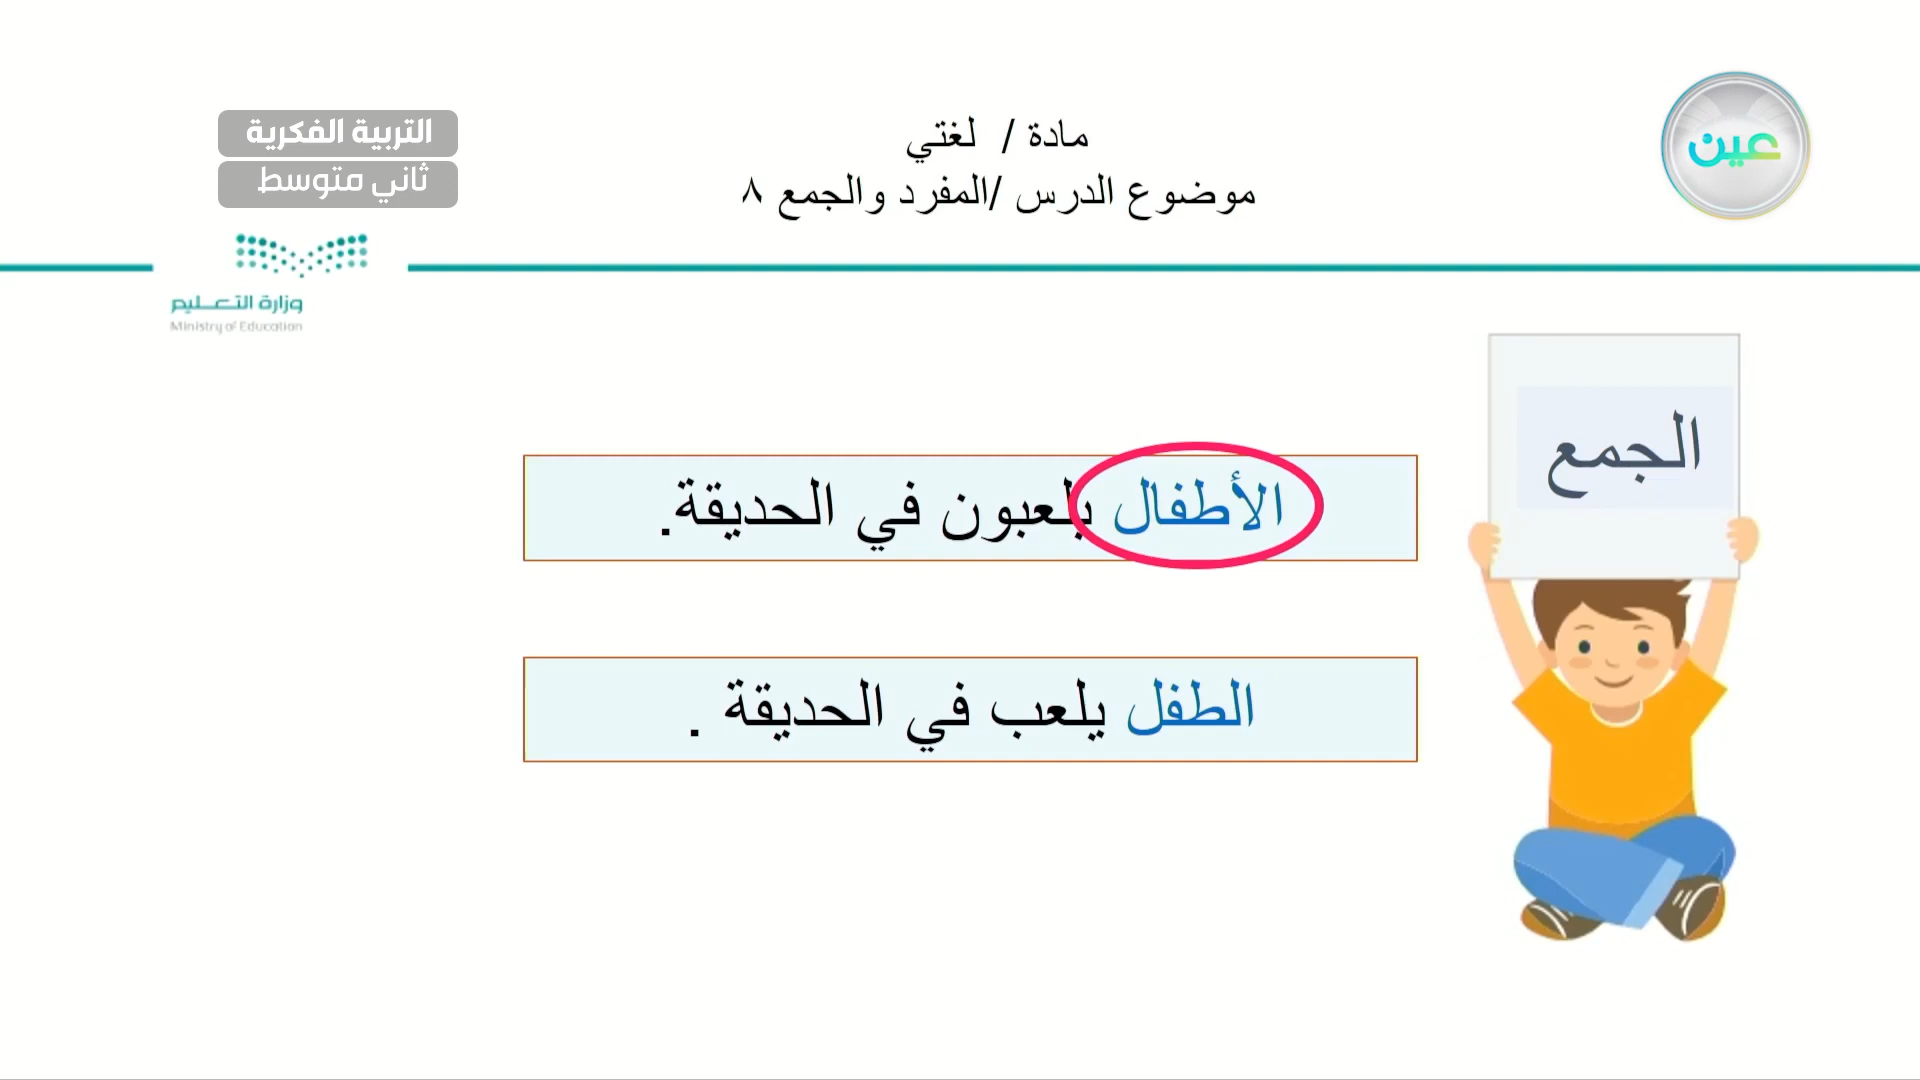 مادة / لغتي
موضوع الدرس /المفرد والجمع ٨
عين
التربية الفكرية
ثاني متوسط
وزارة التعليم
Ministry of Education
الجمع
الأطفال يلعبون في الحديقة.
الطفل يلعب في الحديقة .